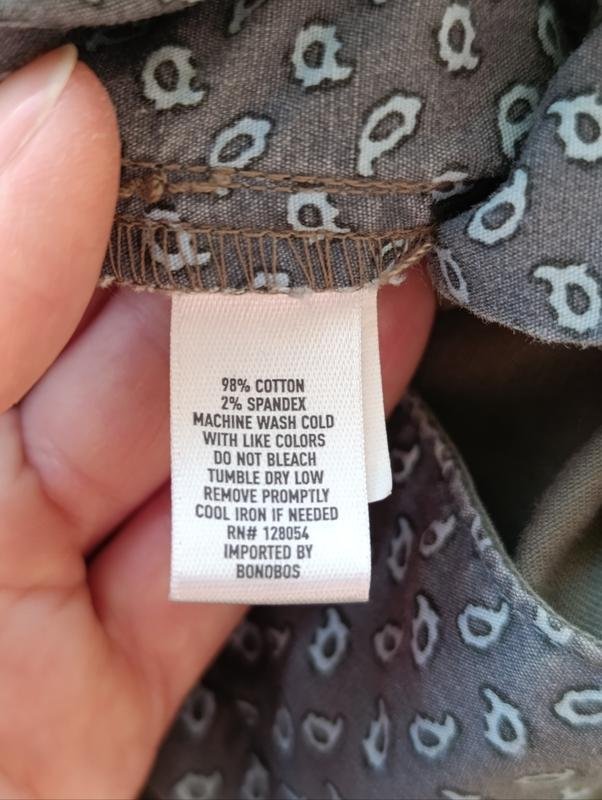 98% COTTON
2% SPANDEX
MACHINE WASH COLD
WITH LIKE COLORS
DO NOT BLEACH
TUMBLE DRY LOW
REMOVE PROMPTLY
COOL IRON IF NEEDED
RN# 128054
IMPORTED BY
BONOBOS